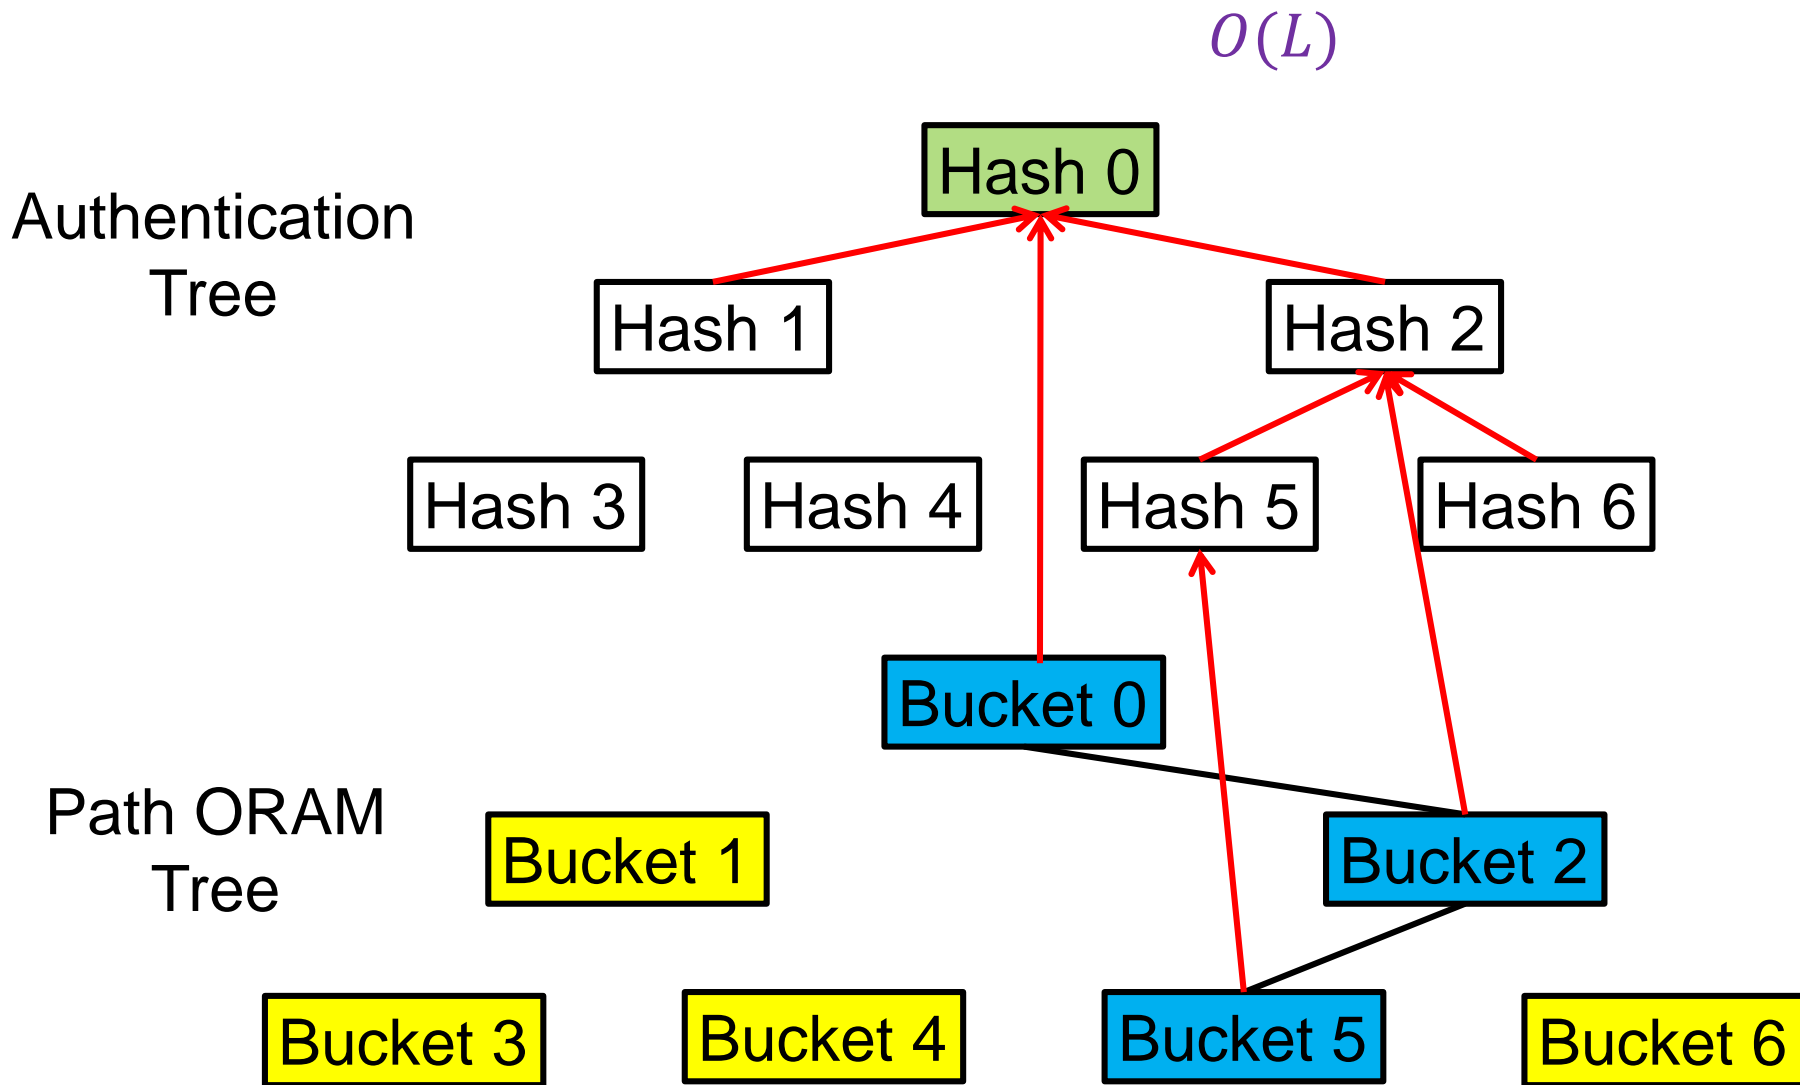 O(L)
Hash 0
Authentication
Tree
Hash 1
Hash 2
Hash 3
Hash 4
Hash 5
Hash 6
Bucket 0
Path ORAM
Tree
Bucket 1
Bucket 2
Bucket 3
Bucket 4
Bucket 5
Bucket 6